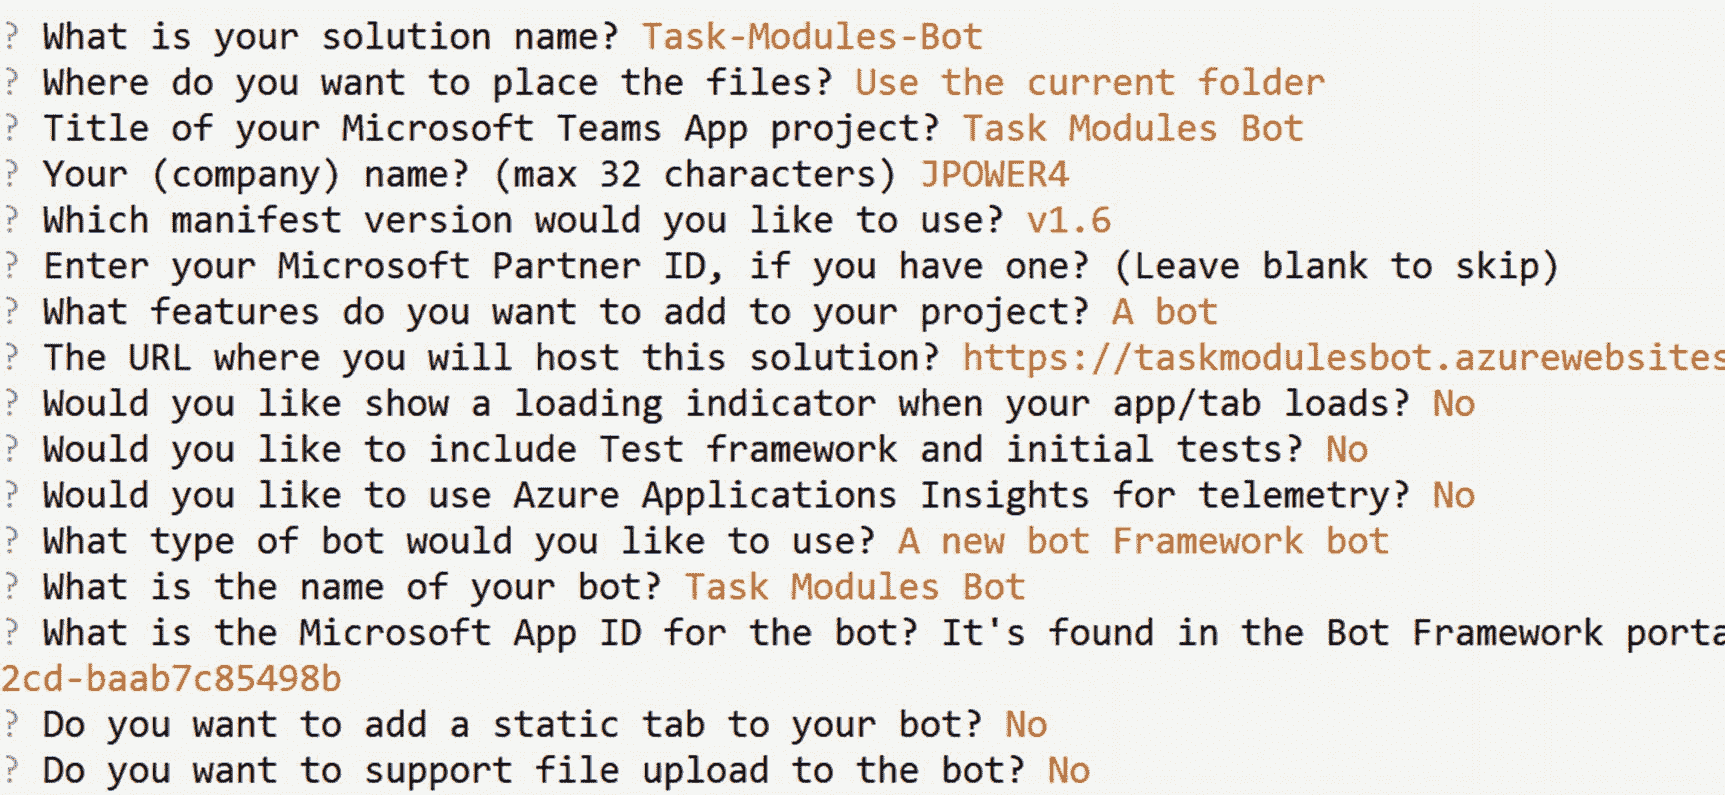 ? What is your solution name? Task-Modules-Bot
? Where do you want to place the files? Use the current folder
? Title of your Microsoft Teams App project? Task Modules Bot
? Your (company) name? (max 32 characters) JPOWER4
? Which manifest version would you like to use? v1.6
? Enter your Microsoft Partner ID, if you have one? (Leave blank to skip)
? What features do you want to add to your project? A bot
? The URL where you will host this solution? https://taskmodulesbot.azurewebsites
? Would you like show a loading indicator when your app/tab loads? No
? Would you like to include Test framework and initial tests? No
? Would you like to use Azure Applications Insights for telemetry? No
? What type of bot would you like to use? A new bot Framework bot
? What is the name of your bot? Task Modules Bot
? What is the Microsoft App ID for the bot? It's found in the Bot Framework porta
2cd-baab7c85498b
? Do you want to add a static tab to your bot? No
? Do you want to support file upload to the bot? No